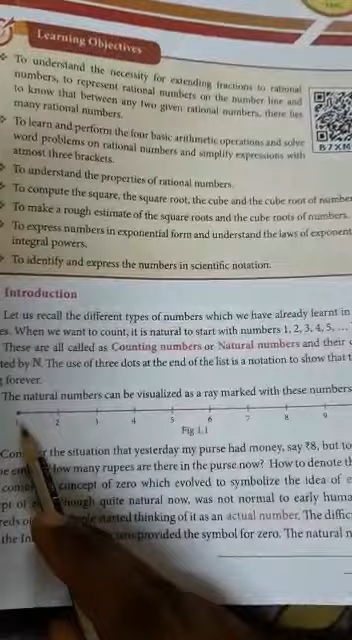 Learning Objectives
To understand the necessity for extending fractions to rational
numbers, to represent rational numbers on the number line and
to know that between any two given rational numbers, there lies
many rational numbers.
To learn and perform the four basic arithmetic operations and solve
word problems on rational numbers and simplify expressions with
atmost three brackets.
B7XM
To understand the properties of rational numbers.
To compute the square, the square root, the cube and the cube root of number
To make a rough estimate of the square roots and the cube roots of numbers.
To express numbers in exponential form and understand the laws of exponent
integral powers.
To identify and express the numbers in scientific notation.
Introduction
Let us recall the different types of numbers which we have already learnt in
es. When we want to count, it is natural to start with numbers 1, 2, 3, 4, 5, ...
These are all called as Counting numbers or Natural numbers and their
ted by N. The use of three dots at the end of the list is a notation to show that
forever.
The natural numbers can be visualized as a ray marked with these numbers
1 2 3 4 5 6 7 8 9
Fig 1.1
the situation that yesterday my purse had money, say ₹8, but to
How many rupees are there in the purse now? How to denote th
concept of zero which evolved to symbolize the idea of
though quite natural now, was not normal to early huma
started thinking of it as an actual number. The diffic
the provided the symbol for zero. The natural n